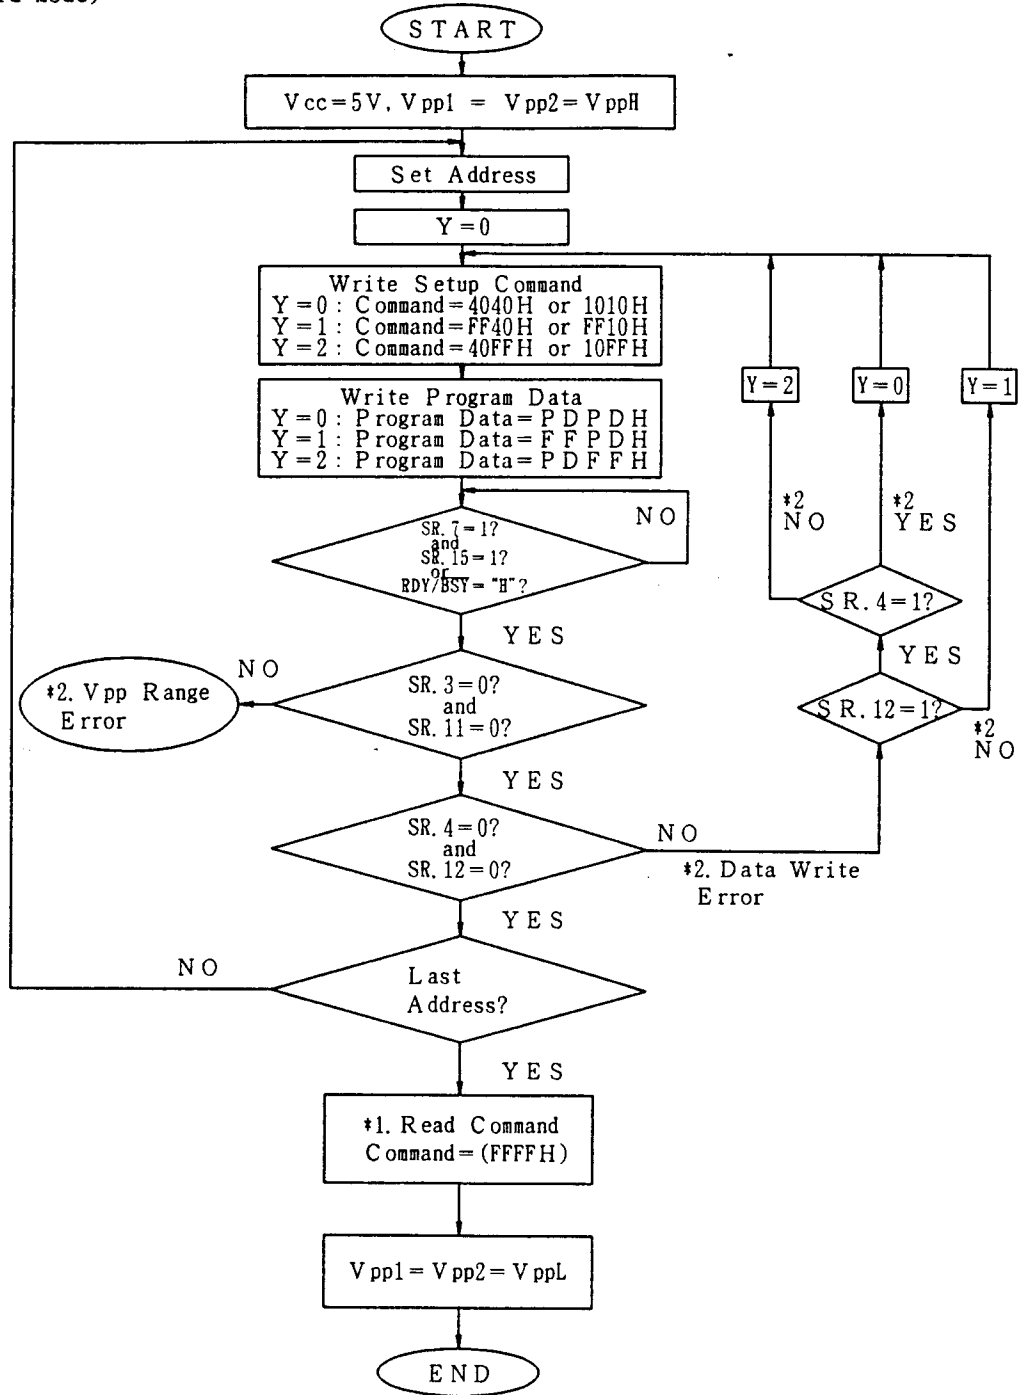 START
Vcc=5V, Vpp1 = Vpp2=VppH
Set Address
Y=0
Write Setup Command
Y=0: Command=4040H or 1010H
Y=1: Command=FF40H or FF10H
Y=2: Command=40FFH or 10FFH
Write Program Data
Y=0: Program Data=PDPDH
Y=1: Program Data=FFPDH
Y=2: Program Data=PDFFH
Y=2
Y=0
Y=1
*2
NO
*2
YES
NO
SR.7=1?
and
SR.15=1?
or
RDY/BSY="H"?
SR.4=1?
YES
YES
SR.12=1?
*2
NO
NO
*2. Vpp Range
Error
SR.3=0?
and
SR.11=0?
YES
SR.4=0?
and
SR.12=0?
NO
*2. Data Write
Error
YES
NO
Last
Address?
YES
*1. Read Command
Command=(FFFFH)
Vpp1=Vpp2=VppL
END